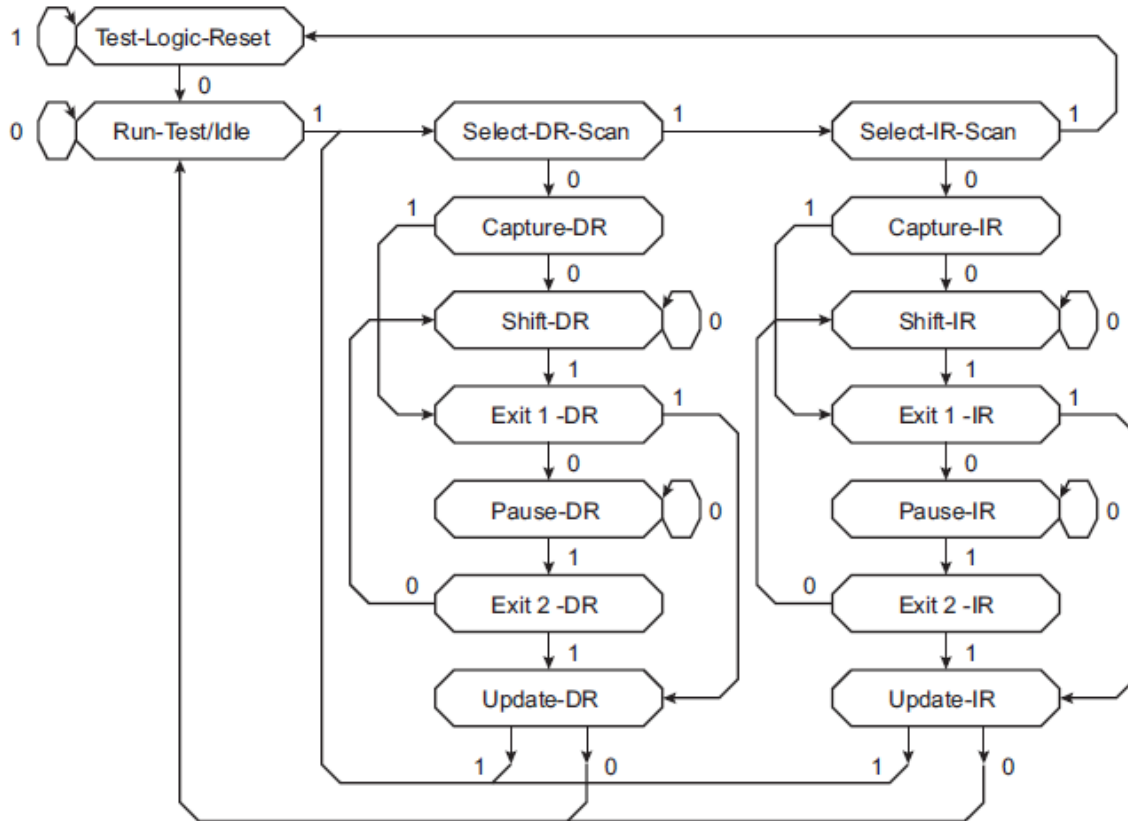 1 Test-Logic-Reset
0
0 Run-Test/Idle 1 Select-DR-Scan 1 Select-IR-Scan 1
0 0
1 Capture-DR 1 Capture-IR
0 0
Shift-DR 0 Shift-IR 0
1 1
Exit 1 -DR 1 Exit 1 -IR 1
0 0
Pause-DR 0 Pause-IR 0
1 1
0 Exit 2 -DR 0 Exit 2 -IR
1 1
Update-DR Update-IR
1 0 1 0